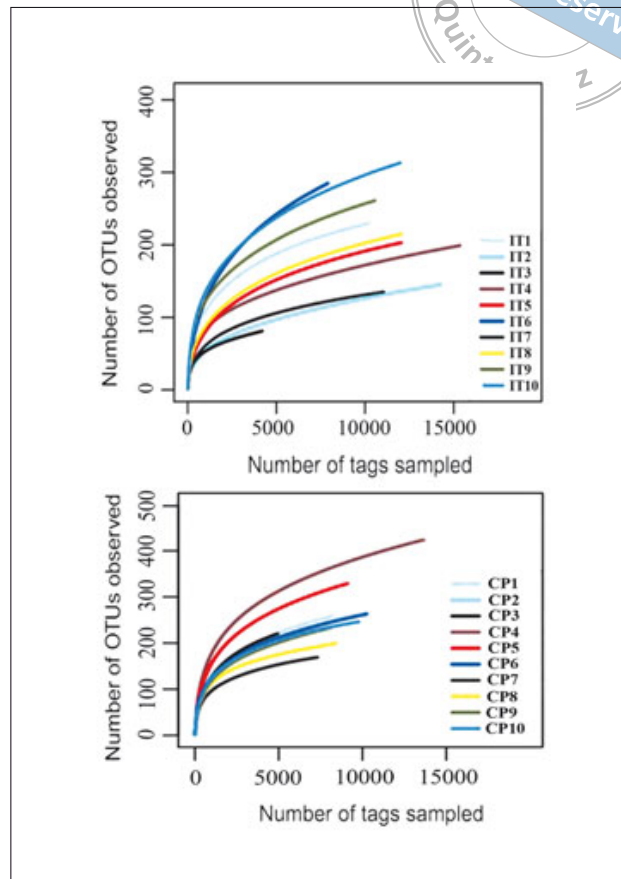 Quint
eserv
z
Number of OTUs observed
400
300
200
100
0
IT1
IT2
IT3
IT4
IT5
IT6
IT7
IT8
IT9
IT10
0 5000 10000 15000
Number of tags sampled
Number of OTUs observed
500
400
300
200
100
0
CP1
CP2
CP3
CP4
CP5
CP6
CP7
CP8
CP9
CP10
0 5000 10000 15000
Number of tags sampled